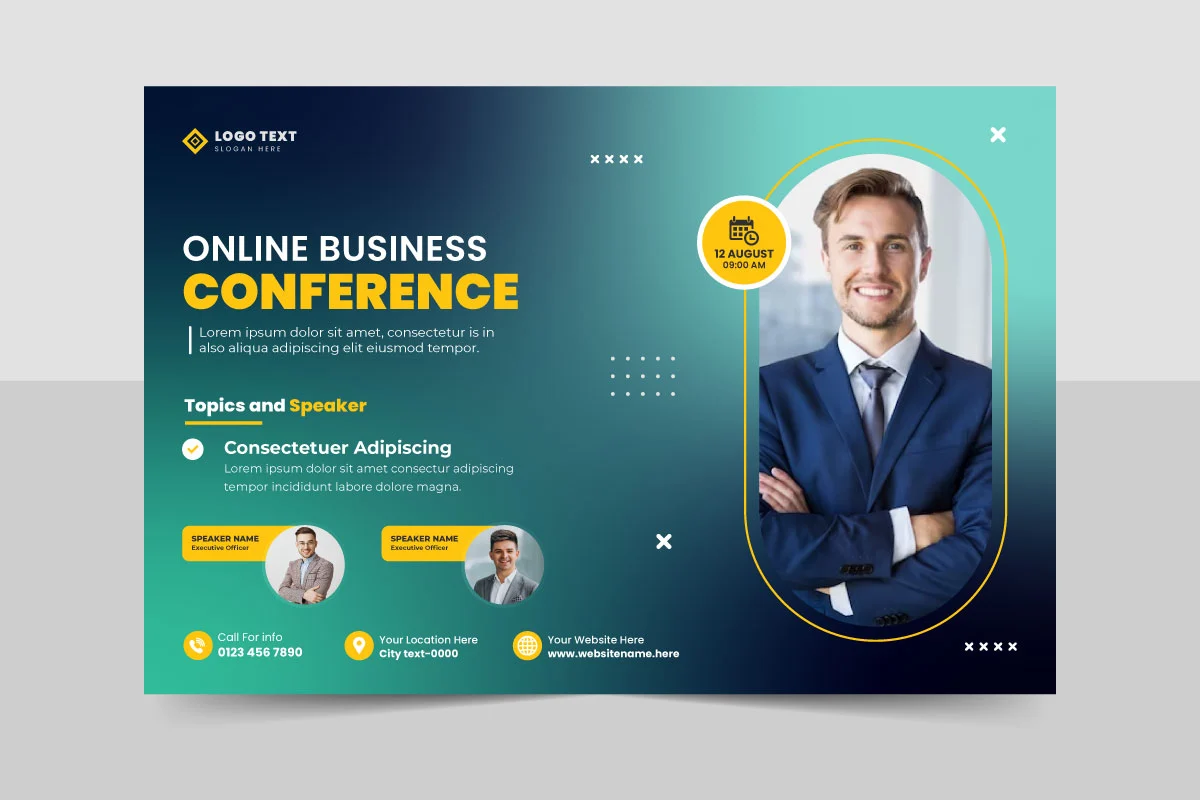 LOGO TEXT
SLOGAN HERE
12 AUGUST
09:00 AM
ONLINE BUSINESS
CONFERENCE
Lorem ipsum dolor sit amet, consectetur is in
also aliqua adipiscing elit eiusmod tempor.
Topics and Speaker
Consectetuer Adipiscing
Lorem ipsum dolor sit amet consectur adipiscing
tempor incididunt labore dolore magna.
SPEAKER NAME
Executive Officer
SPEAKER NAME
Executive Officer
Call For info
0123 456 7890
Your Location Here
City text-0000
Your Website Here
www.websitename.here